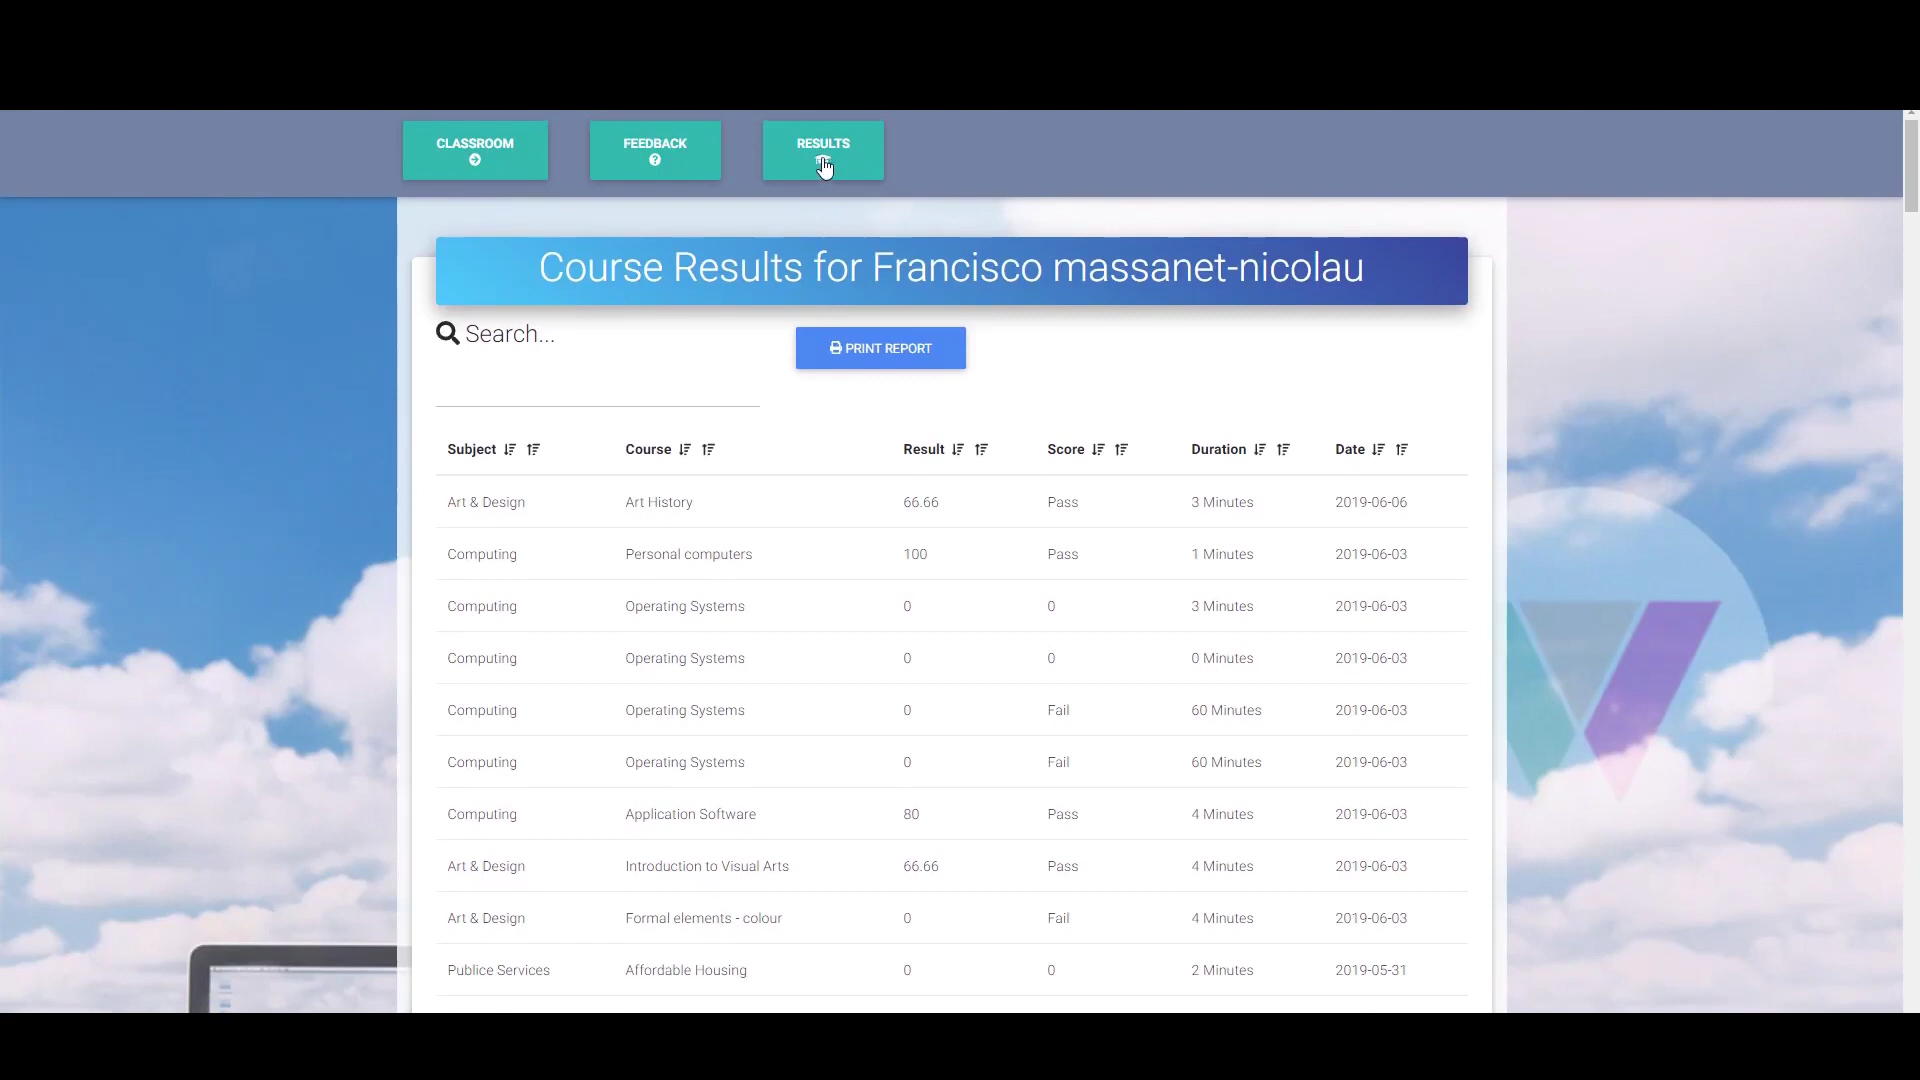 CLASSROOM
FEEDBACK
RESULTS
Course Results for Francisco massanet-nicolau
Search...
PRINT REPORT
Subject Course Result Score Duration Date
Art & Design Art History 66.66 Pass 3 Minutes 2019-06-06
Computing Personal computers 100 Pass 1 Minutes 2019-06-03
Computing Operating Systems 0 0 3 Minutes 2019-06-03
Computing Operating Systems 0 0 0 Minutes 2019-06-03
Computing Operating Systems 0 Fail 60 Minutes 2019-06-03
Computing Operating Systems 0 Fail 60 Minutes 2019-06-03
Computing Application Software 80 Pass 4 Minutes 2019-06-03
Art & Design Introduction to Visual Arts 66.66 Pass 4 Minutes 2019-06-03
Art & Design Formal elements - colour 0 Fail 4 Minutes 2019-06-03
Publice Services Affordable Housing 0 0 2 Minutes 2019-05-31